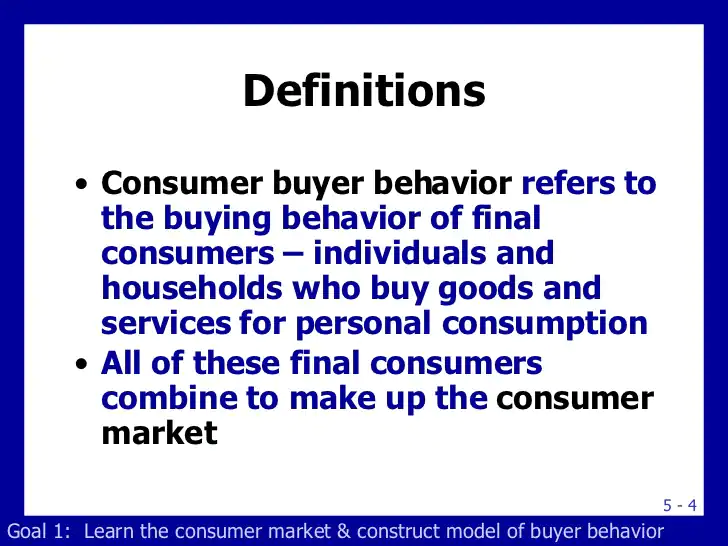 Definitions
• Consumer buyer behavior refers to
the buying behavior of final
consumers – individuals and
households who buy goods and
services for personal consumption
• All of these final consumers
combine to make up the consumer
market
5 - 4
Goal 1:  Learn the consumer market & construct model of buyer behavior